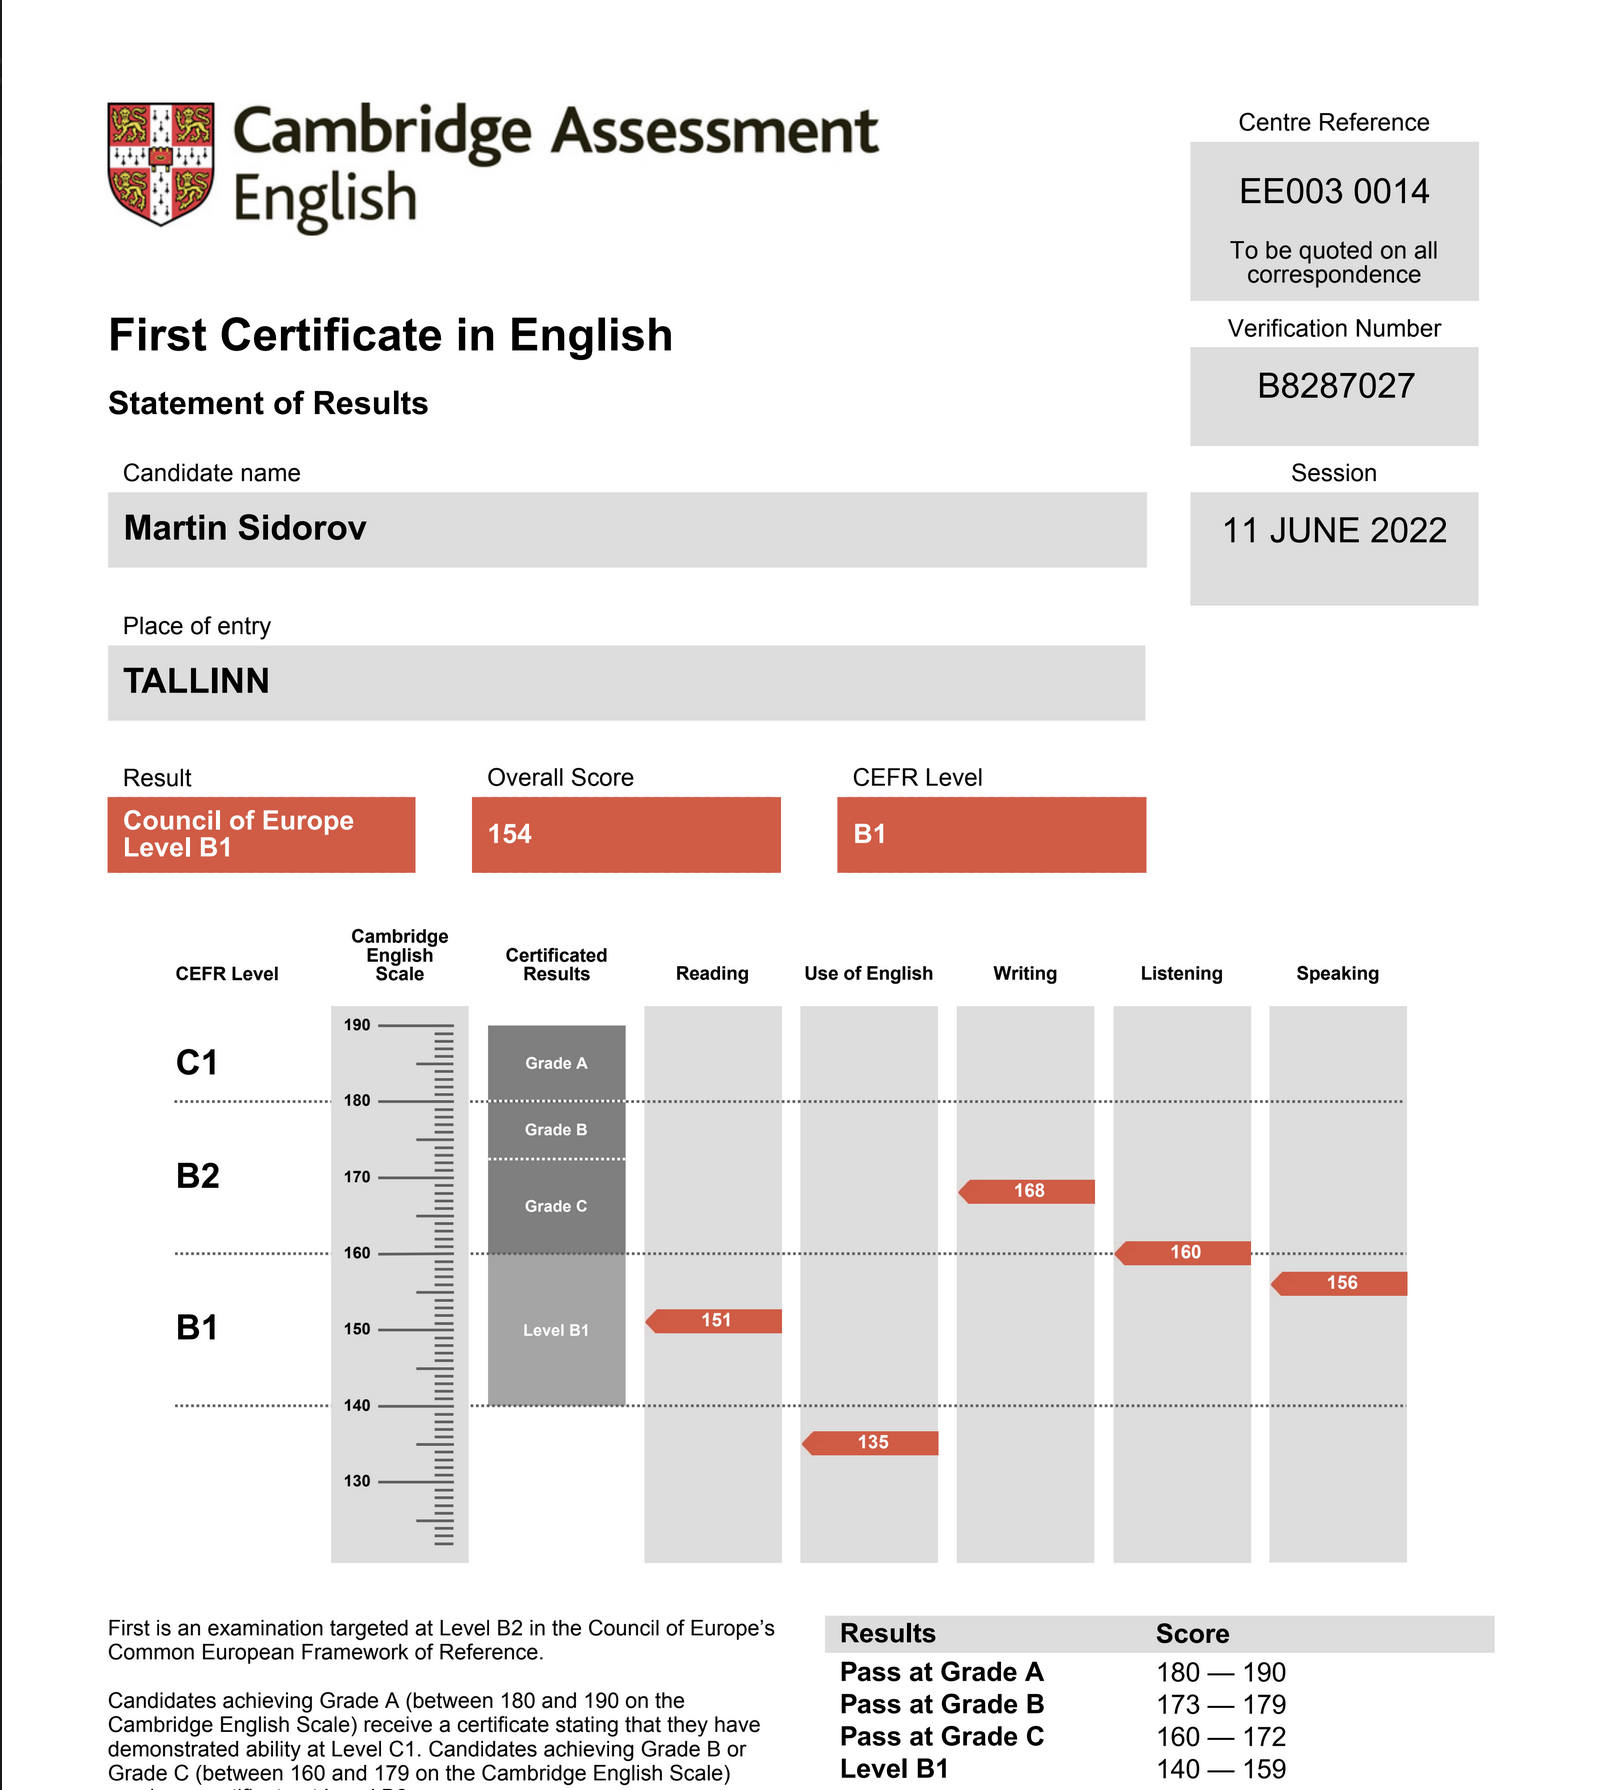 Cambridge Assessment
English
Centre Reference
EE003 0014
To be quoted on all
correspondence
First Certificate in English
Verification Number
B8287027
Statement of Results
Candidate name
Session
Martin Sidorov
11 JUNE 2022
Place of entry
TALLINN
Result
Overall Score
CEFR Level
Council of Europe
Level B1
154
B1
CEFR Level
Cambridge
English
Scale
Certificated
Results
Reading
Use of English
Writing
Listening
Speaking
190
C1
Grade A
180
Grade B
B2
170
168
Grade C
160
160
156
B1
150
Level B1
151
140
135
130
First is an examination targeted at Level B2 in the Council of Europe’s
Common European Framework of Reference.
Candidates achieving Grade A (between 180 and 190 on the
Cambridge English Scale) receive a certificate stating that they have
demonstrated ability at Level C1. Candidates achieving Grade B or
Grade C (between 160 and 179 on the Cambridge English Scale)
Results Score
Pass at Grade A 180 — 190
Pass at Grade B 173 — 179
Pass at Grade C 160 — 172
Level B1 140 — 159